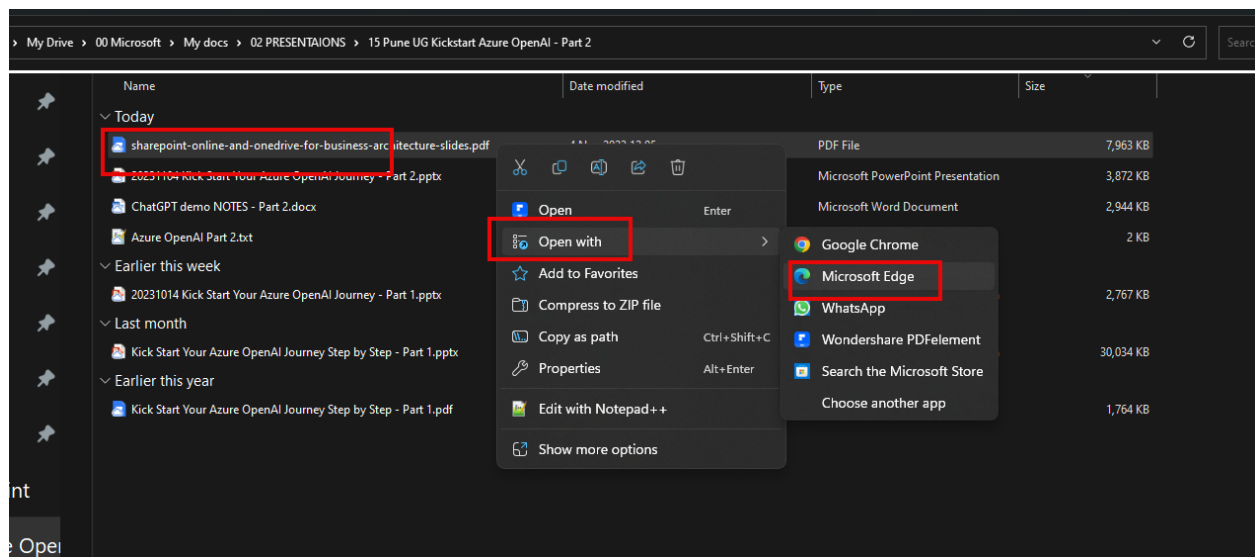 My Drive > 00 Microsoft > My docs > 02 PRESENTAIONS > 15 Pune UG Kickstart Azure OpenAI - Part 2
Name Date modified Type Size
Today
sharepoint-online-and-onedrive-for-business-architecture-slides.pdf PDF File 7,963 KB
20231104 Kick Start Your Azure OpenAI Journey - Part 2.pptx Microsoft PowerPoint Presentation 3,872 KB
ChatGPT demo NOTES - Part 2.docx Microsoft Word Document 2,944 KB
Azure OpenAI Part 2.txt 2 KB
Earlier this week
20231014 Kick Start Your Azure OpenAI Journey - Part 1.pptx 2,767 KB
Last month
Kick Start Your Azure OpenAI Journey Step by Step - Part 1.pptx 30,034 KB
Earlier this year
Kick Start Your Azure OpenAI Journey Step by Step - Part 1.pdf 1,764 KB
Open Enter
Open with
Add to Favorites
Compress to ZIP file
Copy as path Ctrl+Shift+C
Properties Alt+Enter
Edit with Notepad++
Show more options
Google Chrome
Microsoft Edge
WhatsApp
Wondershare PDFelement
Search the Microsoft Store
Choose another app